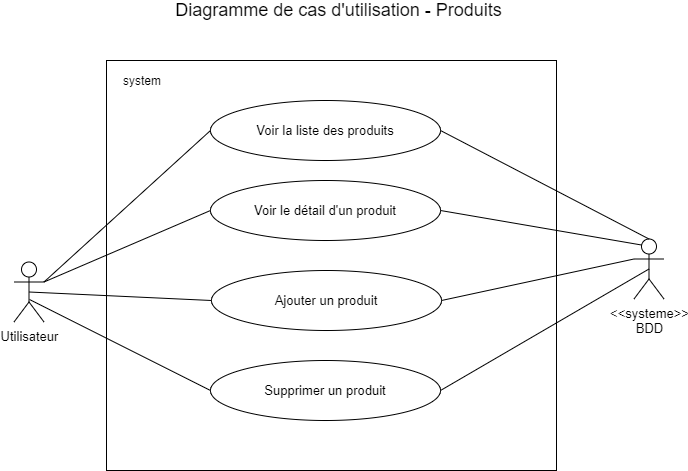 Diagramme de cas d'utilisation - Produits
system
Voir la liste des produits
Voir le détail d'un produit
Ajouter un produit
Supprimer un produit
Utilisateur
<<systeme>>
BDD